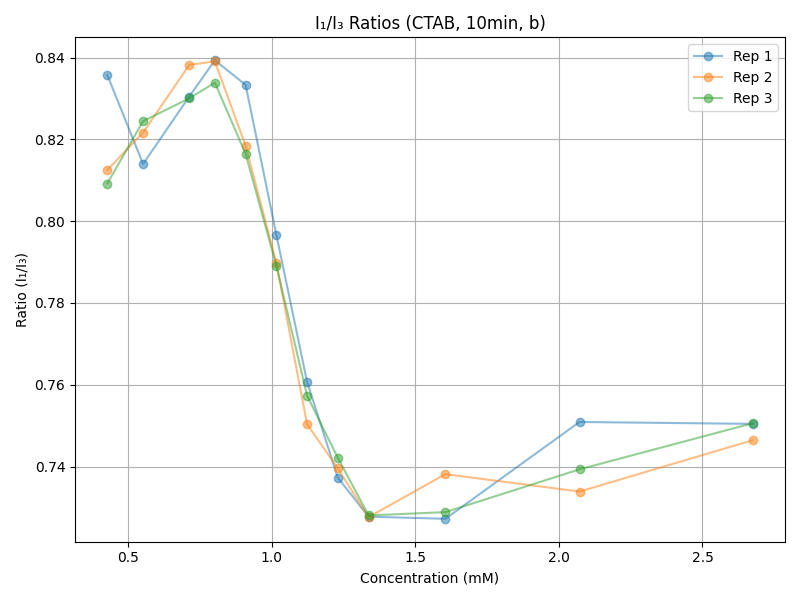 I₁/I₃ Ratios (CTAB, 10min, b)
Rep 1
Rep 2
Rep 3
Ratio (I₁/I₃)
0.84
0.82
0.80
0.78
0.76
0.74
0.5
1.0
1.5
2.0
2.5
Concentration (mM)